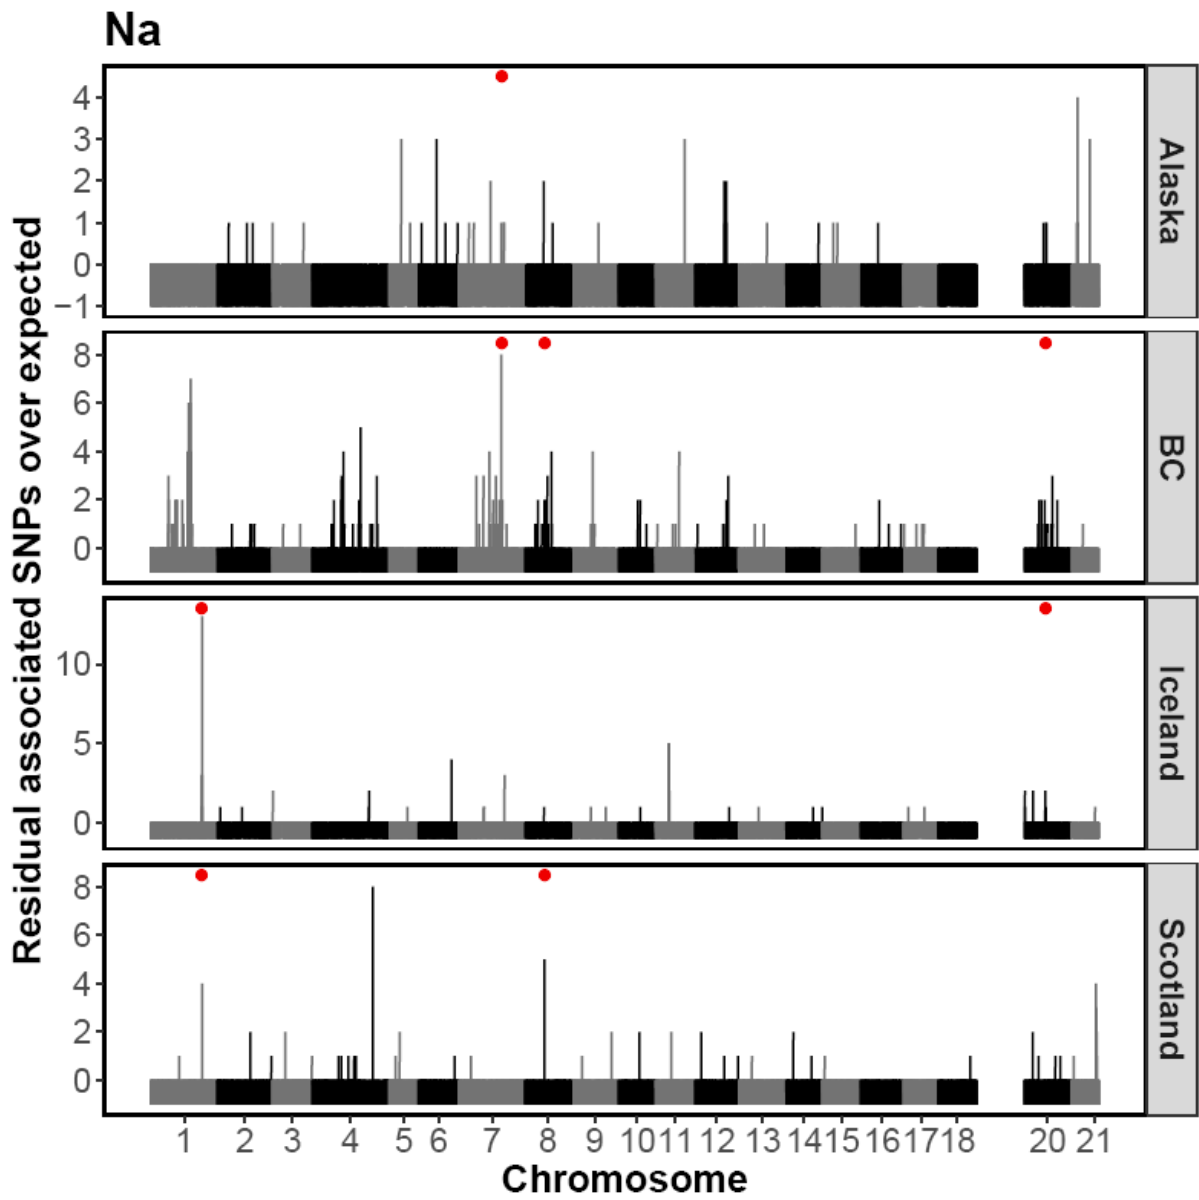 Na
Residual associated SNPs over expected
4
3
2
1
0
−1
Alaska
8
6
4
2
0
BC
10
5
0
Iceland
8
6
4
2
0
Scotland
1 2 3 4 5 6 7 8 9 10 11 12 13 14 15 16 17 18 20 21
Chromosome